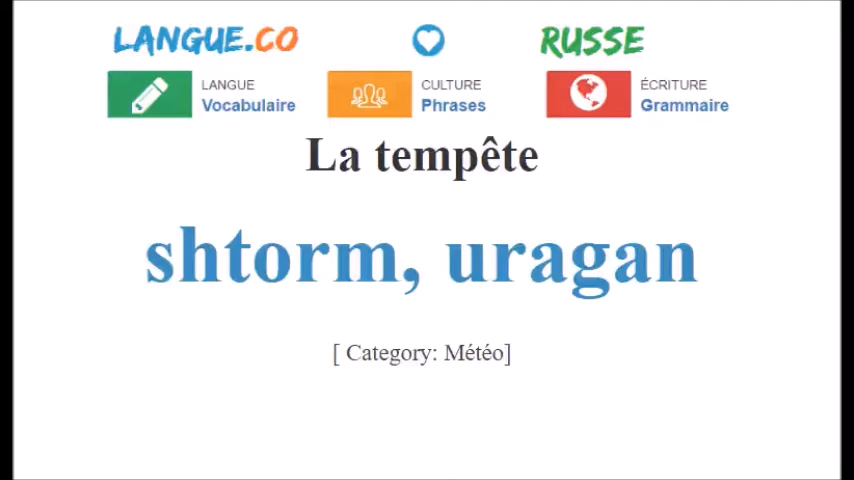 LANGUE.CO RUSSE
LANGUE CULTURE ÉCRITURE
Vocabulaire Phrases Grammaire
La tempête
shtorm, uragan
[ Category: Météo]